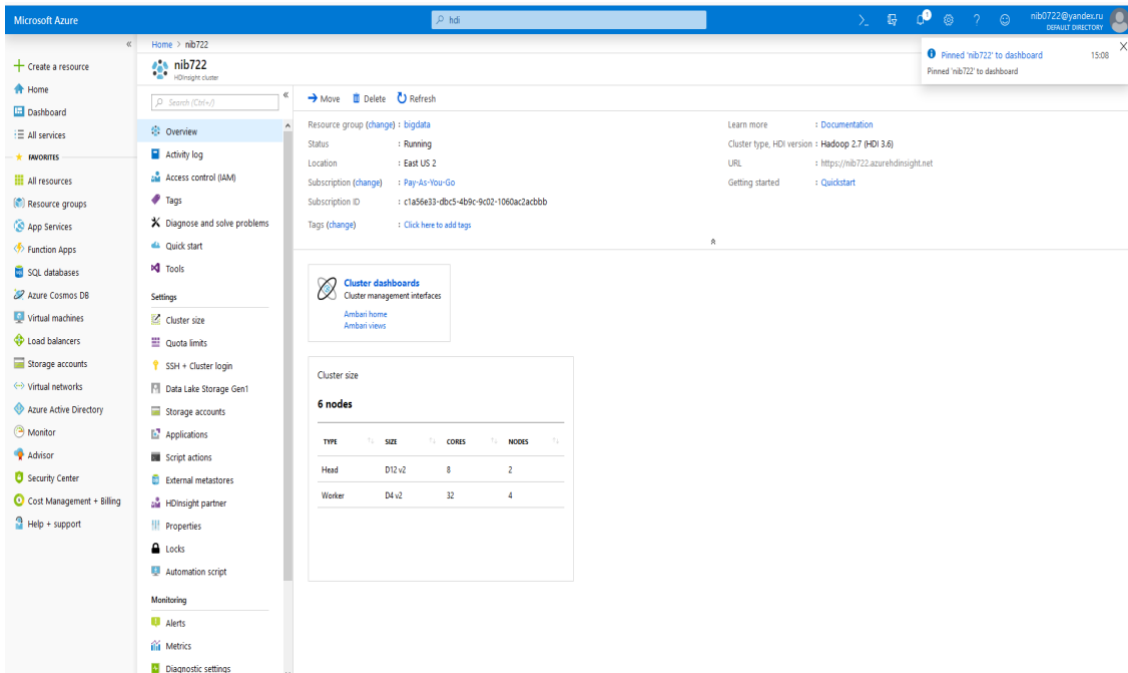 Microsoft Azure
hdi
1
nib0722@yandex.ru
DEFAULT DIRECTORY
Pinned 'nib722' to dashboard
15:08
Pinned 'nib722' to dashboard
Create a resource
Home
Dashboard
All services
FAVORITES
All resources
Resource groups
App Services
Function Apps
SQL databases
Azure Cosmos DB
Virtual machines
Load balancers
Storage accounts
Virtual networks
Azure Active Directory
Monitor
Advisor
Security Center
Cost Management + Billing
Help + support
Home > nib722
nib722
HDInsight cluster
Search (Ctrl+/)
Overview
Activity log
Access control (IAM)
Tags
Diagnose and solve problems
Quick start
Tools
Settings
Cluster size
Quota limits
SSH + Cluster login
Data Lake Storage Gen1
Storage accounts
Applications
Script actions
External metastores
HDInsight partner
Properties
Locks
Automation script
Monitoring
Alerts
Metrics
Diagnostic settings
Move Delete Refresh
Resource group (change) : bigdata
Status : Running
Location : East US 2
Subscription (change) : Pay-As-You-Go
Subscription ID : c1a56e33-dbc5-4b9c-9c02-1060ac2acbbb
Tags (change) : Click here to add tags
Learn more : Documentation
Cluster type, HDI version : Hadoop 2.7 (HDI 3.6)
URL : https://nib722.azurehdinsight.net
Getting started : Quickstart
Cluster dashboards
Cluster management interfaces
Ambari home
Ambari views
Cluster size
6 nodes
TYPE SIZE CORES NODES
Head D12 v2 8 2
Worker D4 v2 32 4